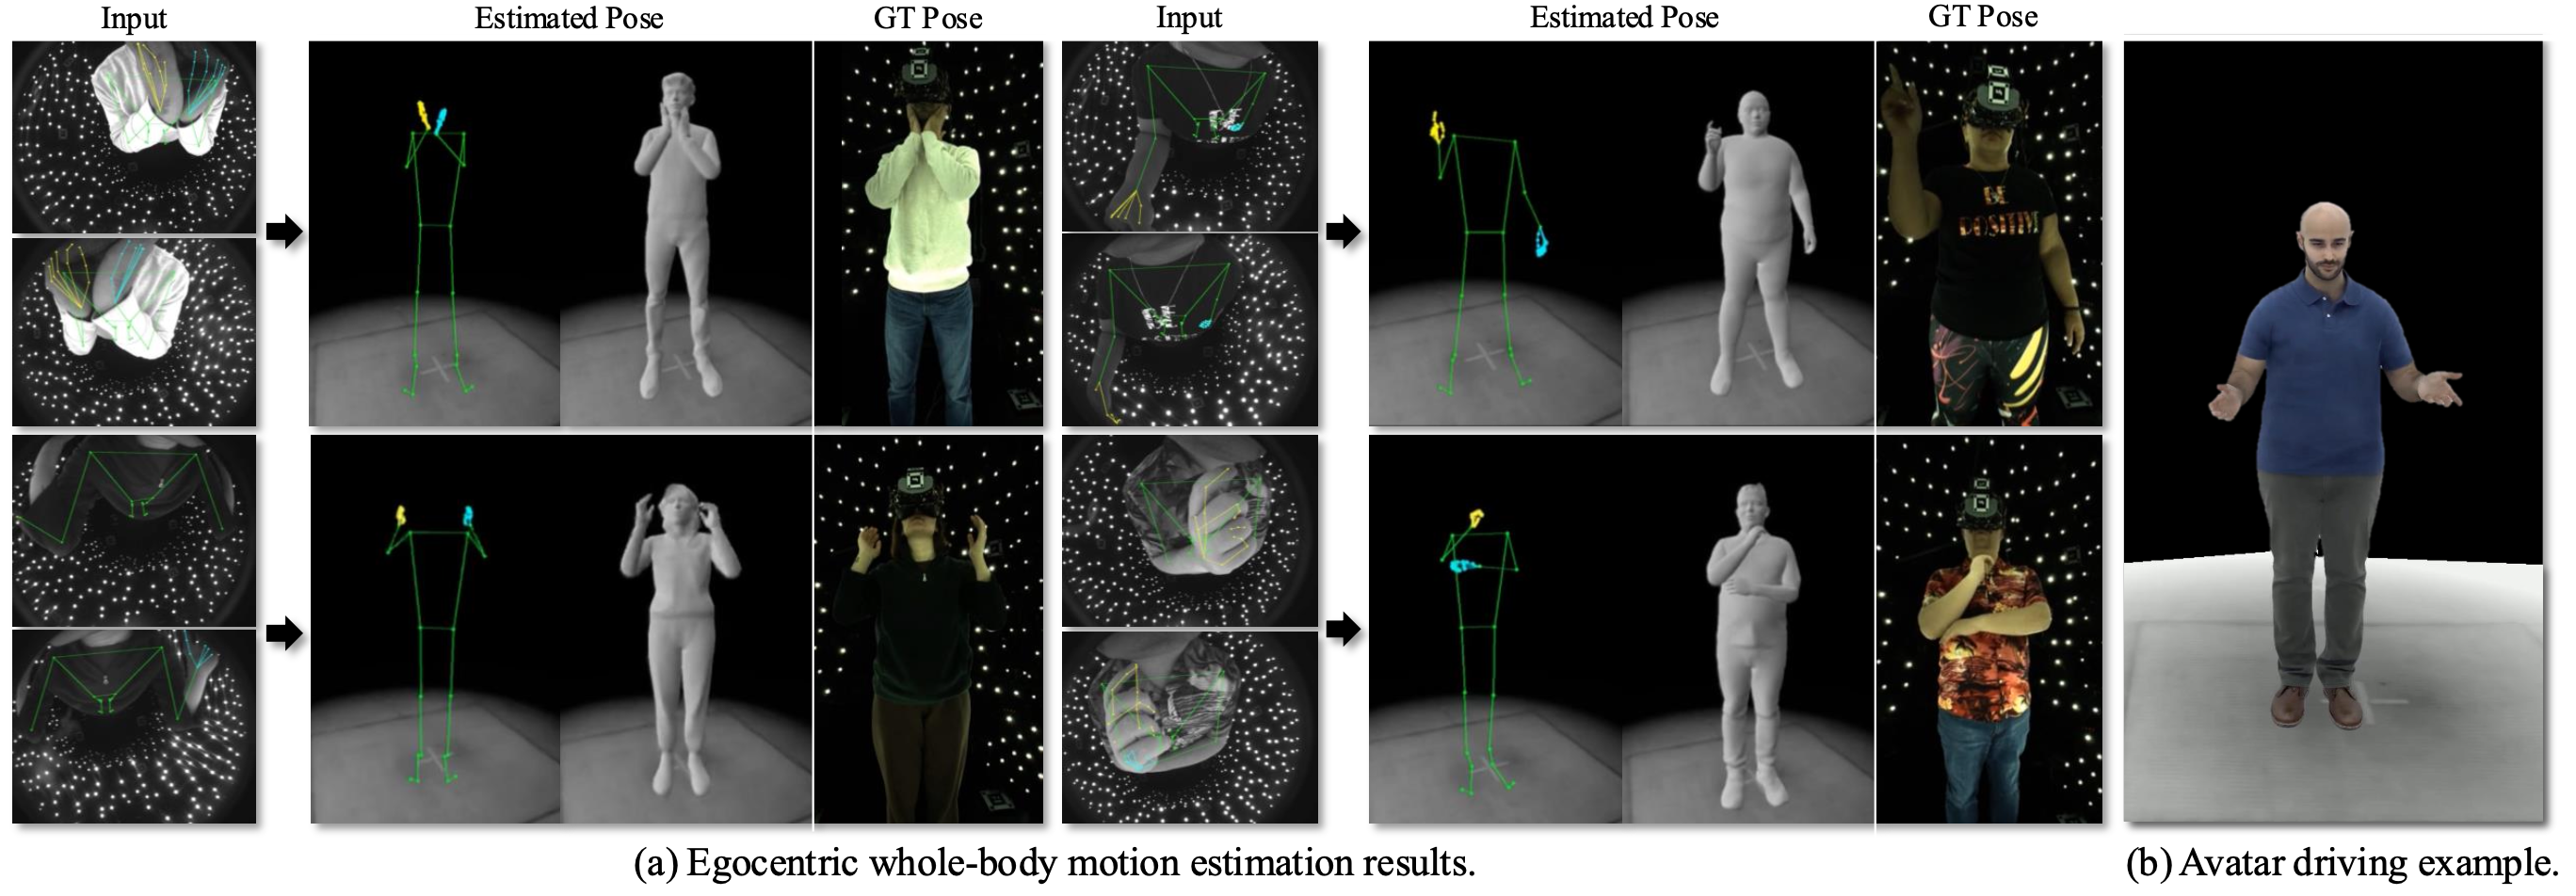 Input
Estimated Pose
GT Pose
Input
Estimated Pose
GT Pose
BE
POSITIVE
(a) Egocentric whole-body motion estimation results.
(b) Avatar driving example.